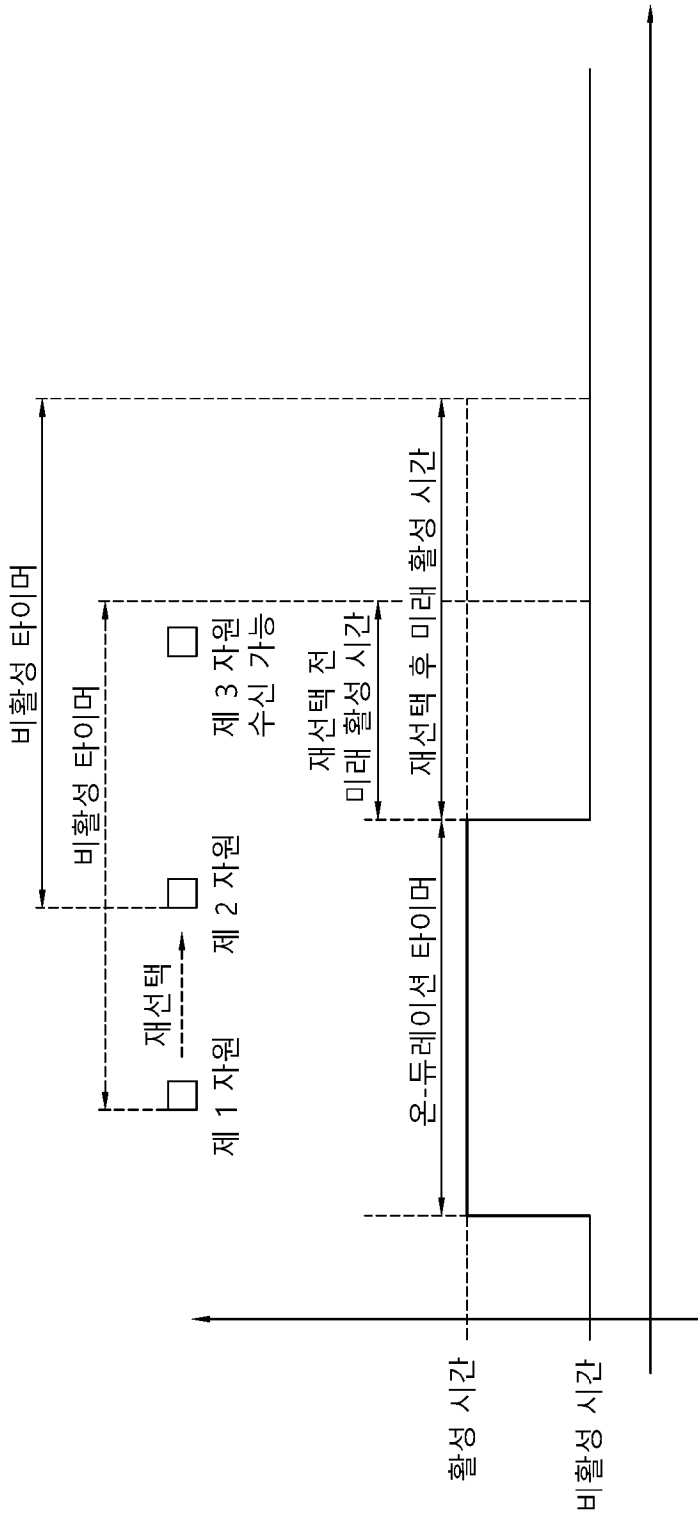 비활성 타이머
비활성 타이머
재선택
제 1 자원
제 2 자원
제 3 자원
수신 가능
재선택 전
미래 활성 시간
온-듀레이션 타이머
재선택 후 미래 활성 시간
활성 시간
비활성 시간